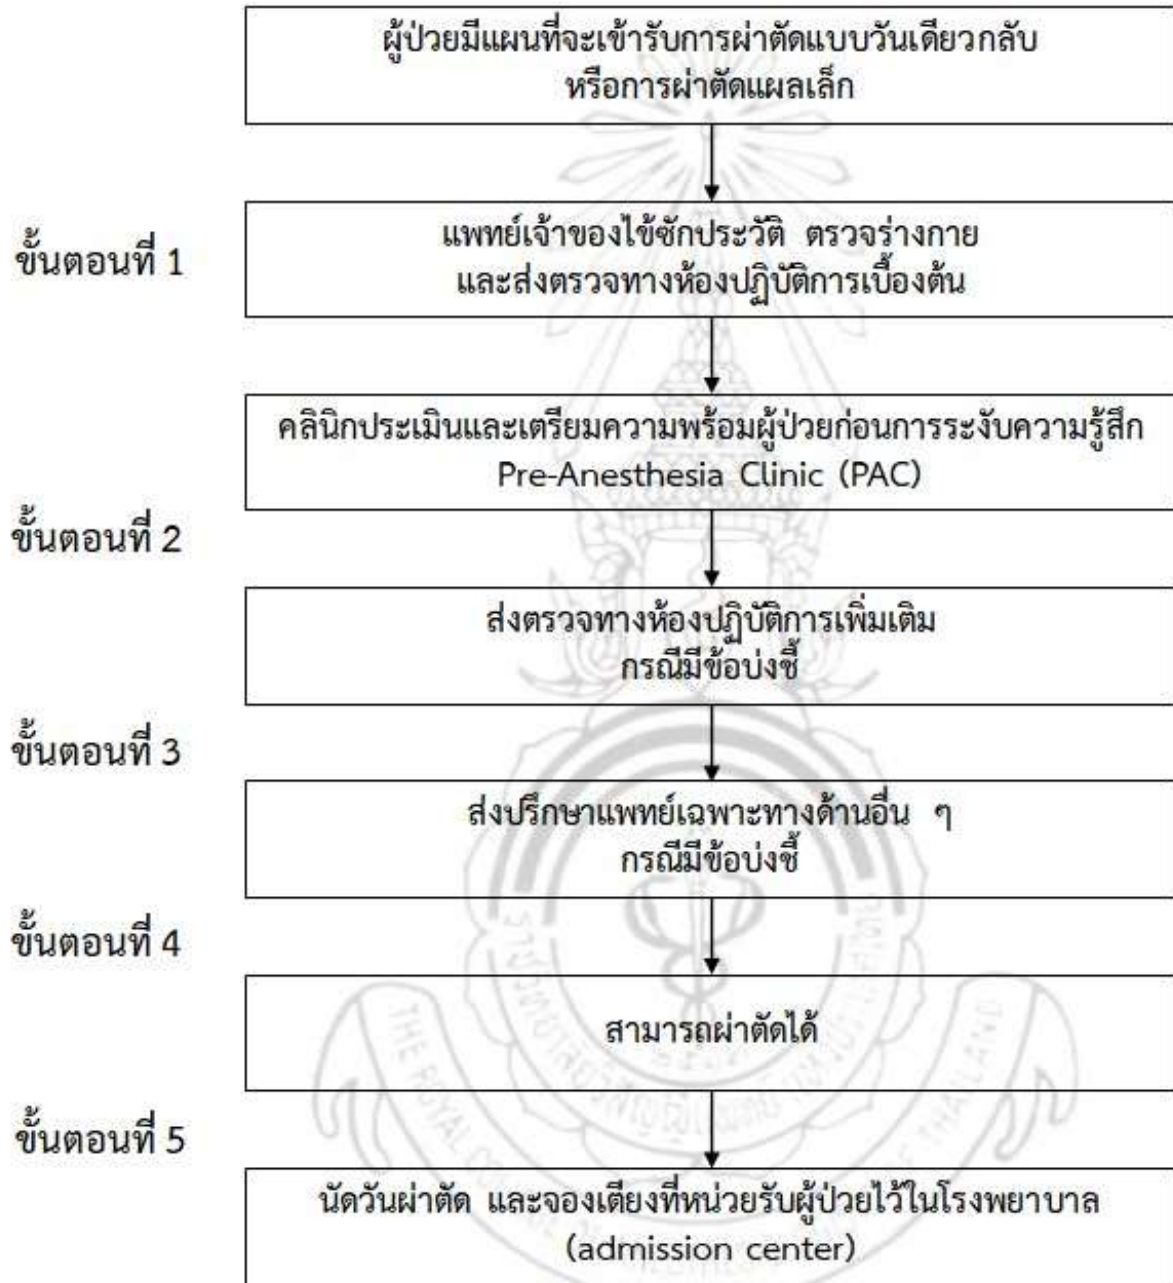 ผู้ป่วยมีแผนที่จะเข้ารับการผ่าตัดแบบวันเดียวกลับ
หรือการผ่าตัดแผลเล็ก
ขั้นตอนที่ 1
แพทย์เจ้าของไข้ซักประวัติ ตรวจร่างกาย
และส่งตรวจทางห้องปฏิบัติการเบื้องต้น
คลินิกประเมินและเตรียมความพร้อมผู้ป่วยก่อนการระงับความรู้สึก
Pre-Anesthesia Clinic (PAC)
ขั้นตอนที่ 2
ส่งตรวจทางห้องปฏิบัติการเพิ่มเติม
กรณีมีข้อบ่งชี้
ขั้นตอนที่ 3
ส่งปรึกษาแพทย์เฉพาะทางด้านอื่น ๆ
กรณีมีข้อบ่งชี้
ขั้นตอนที่ 4
สามารถผ่าตัดได้
ขั้นตอนที่ 5
นัดวันผ่าตัด และจองเตียงที่หน่วยรับผู้ป่วยไว้ในโรงพยาบาล
(admission center)
THE ROYAL
THAILAND